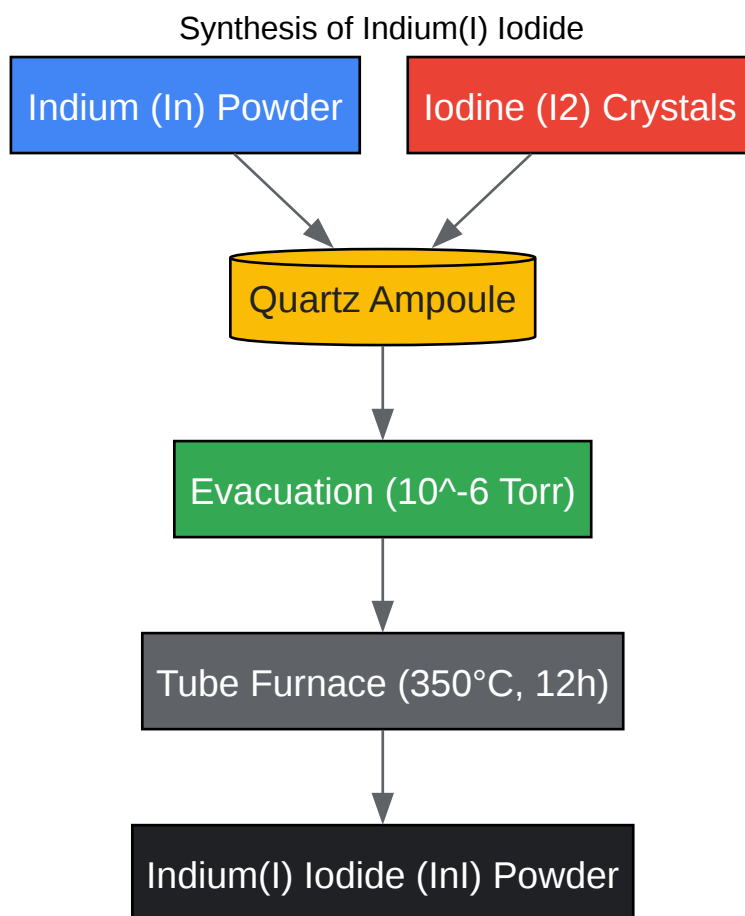 Synthesis of Indium(I) Iodide
Indium (In) Powder
Iodine (I2) Crystals
Quartz Ampoule
Evacuation (10^-6 Torr)
Tube Furnace (350°C, 12h)
Indium(I) Iodide (InI) Powder